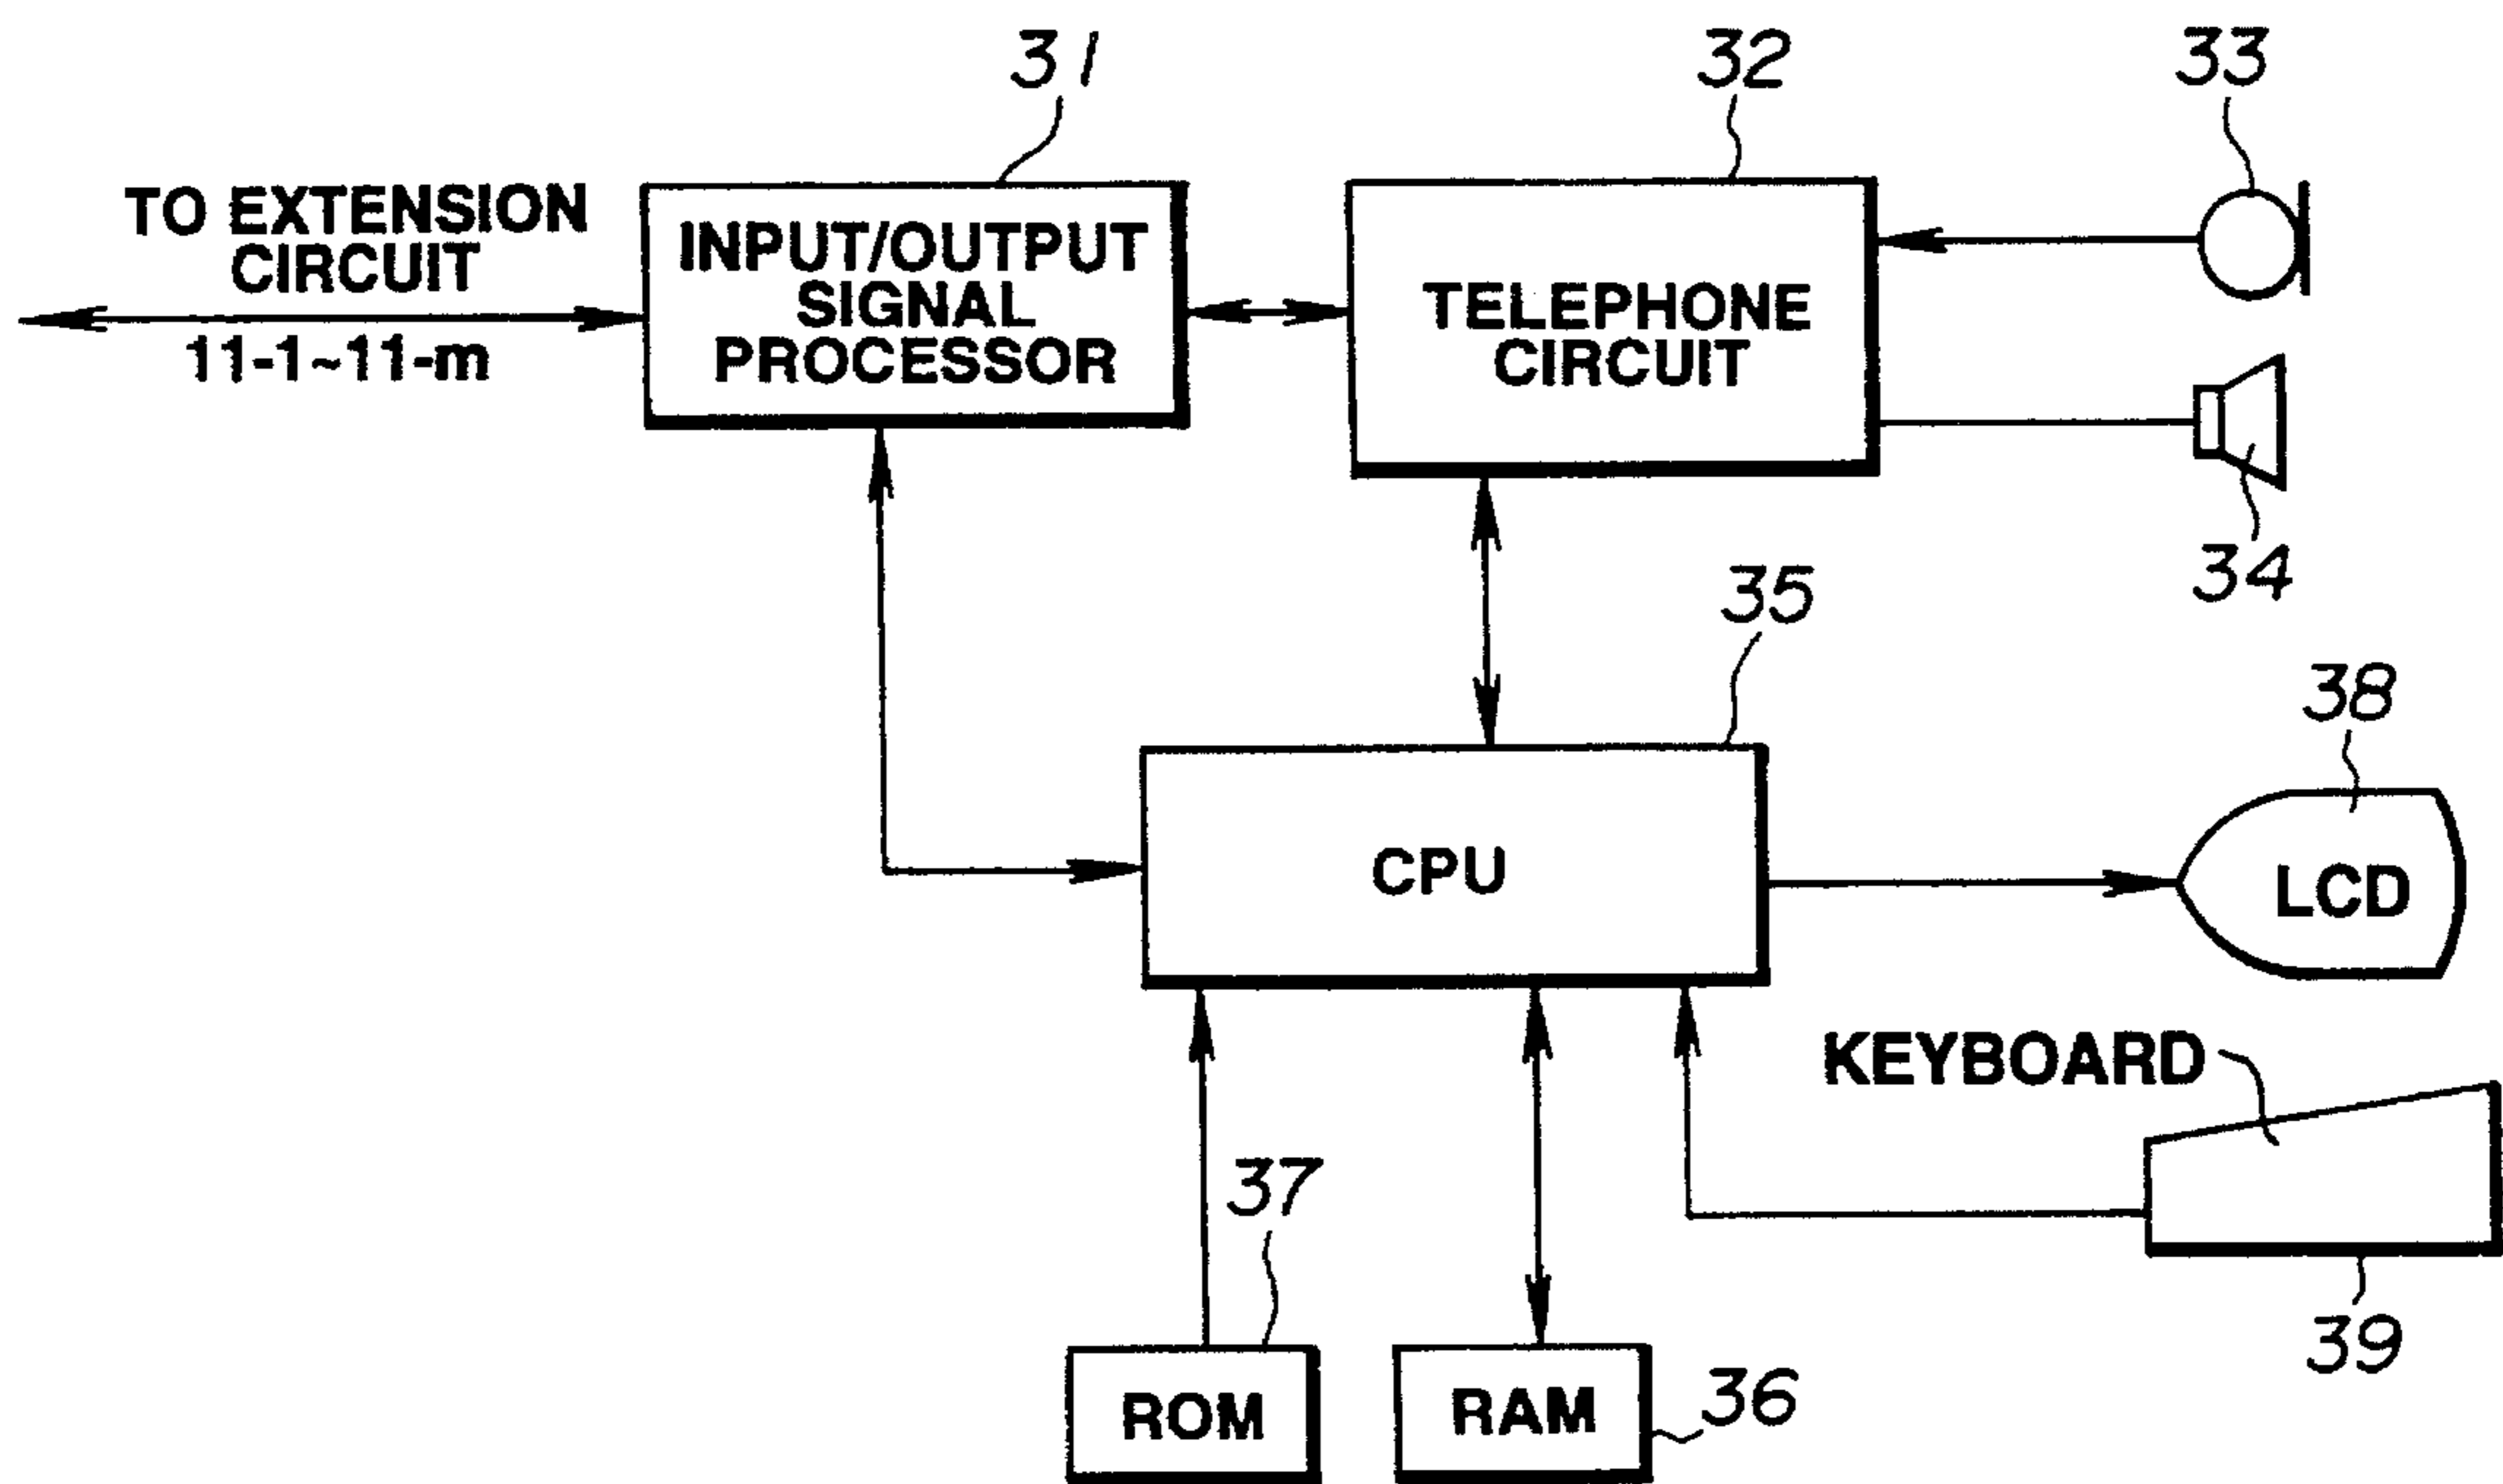 31
32
33
TO EXTENSION
CIRCUIT
11-1~11-m
INPUT/OUTPUT
SIGNAL
PROCESSOR
TELEPHONE
CIRCUIT
34
35
38
CPU
LCD
KEYBOARD
37
39
ROM
RAM
36